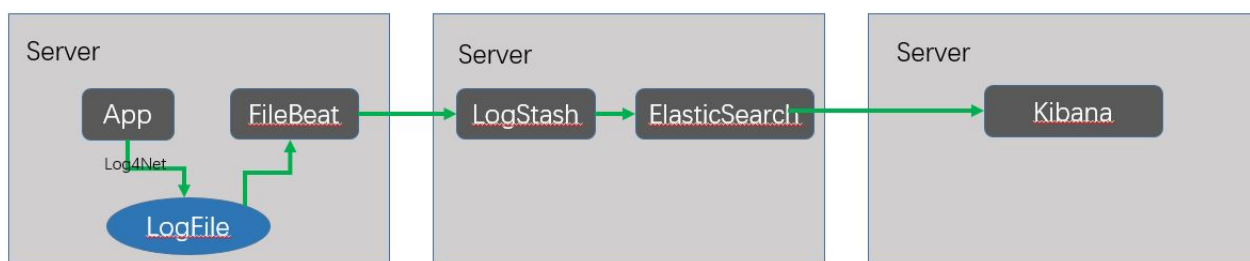 Server
App
FileBeat
Log4Net
LogFile
Server
LogStash
ElasticSearch
Server
Kibana